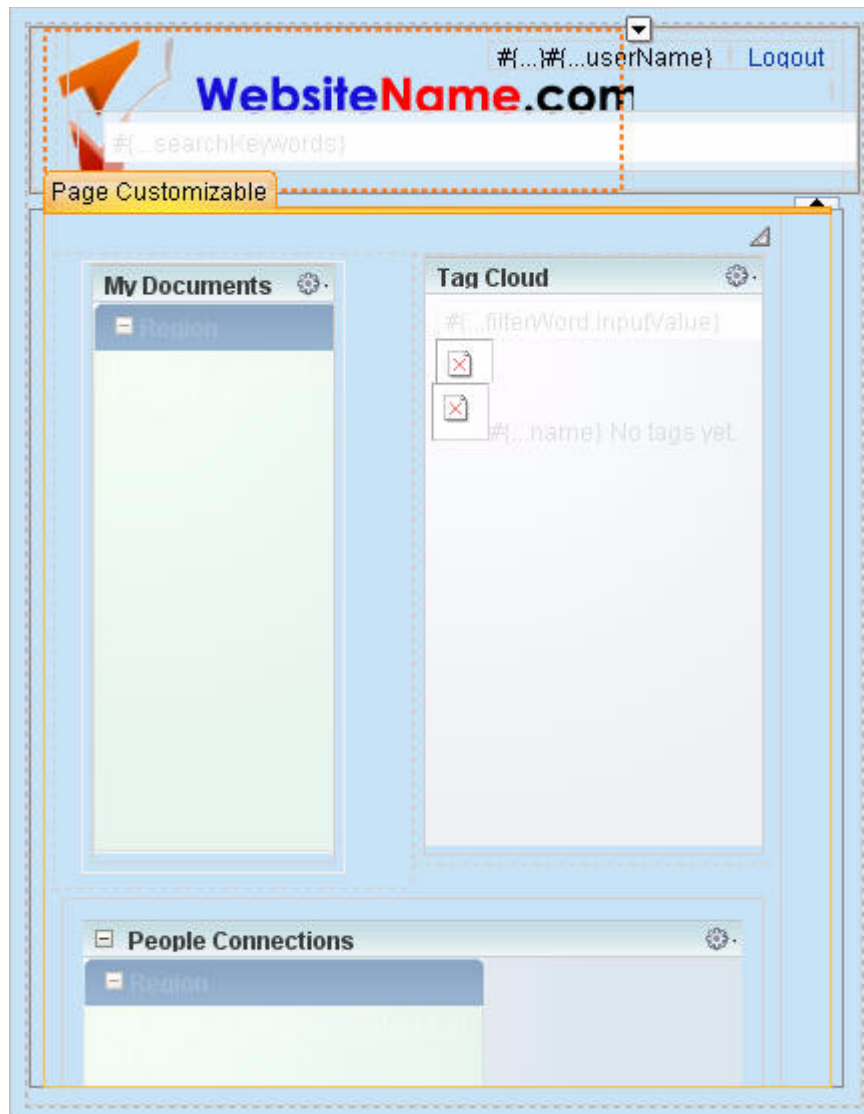 #{...}#{...userName} Logout
WebsiteName.com
#{...searchKeywords}
Page Customizable
My Documents
Tag Cloud
Region
#{...filterWord.inputValue}
#{...name} No tags yet.
People Connections
Region